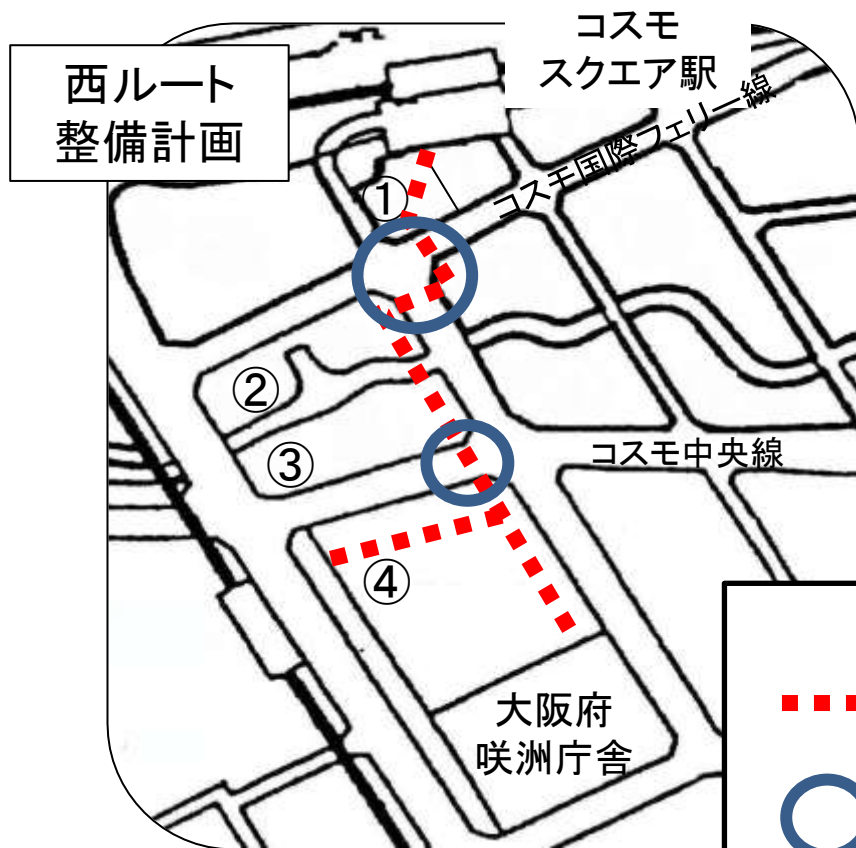 西ルート
整備計画
コスモ
スクエア駅
コスモ国際フェリー線
①
②
③
コスモ中央線
④
大阪府
咲洲庁舎